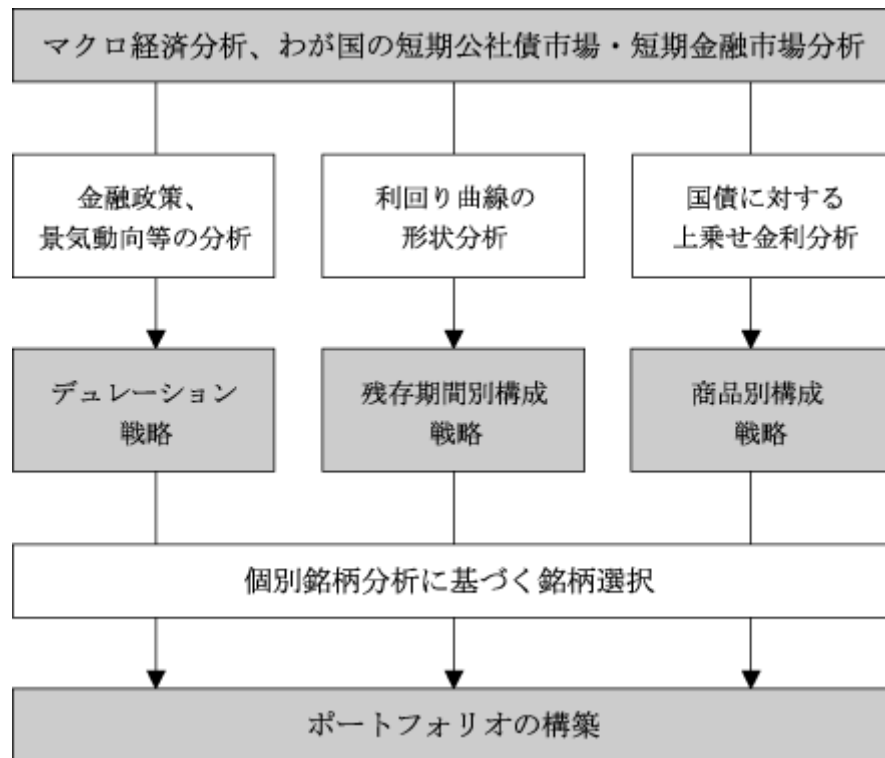 マクロ経済分析、わが国の短期公社債市場・短期金融市場分析
金融政策、
景気動向等の分析
利回り曲線の
形状分析
国債に対する
上乗せ金利分析
デュレーション
戦略
残存期間別構成
戦略
商品別構成
戦略
個別銘柄分析に基づく銘柄選択
ポートフォリオの構築